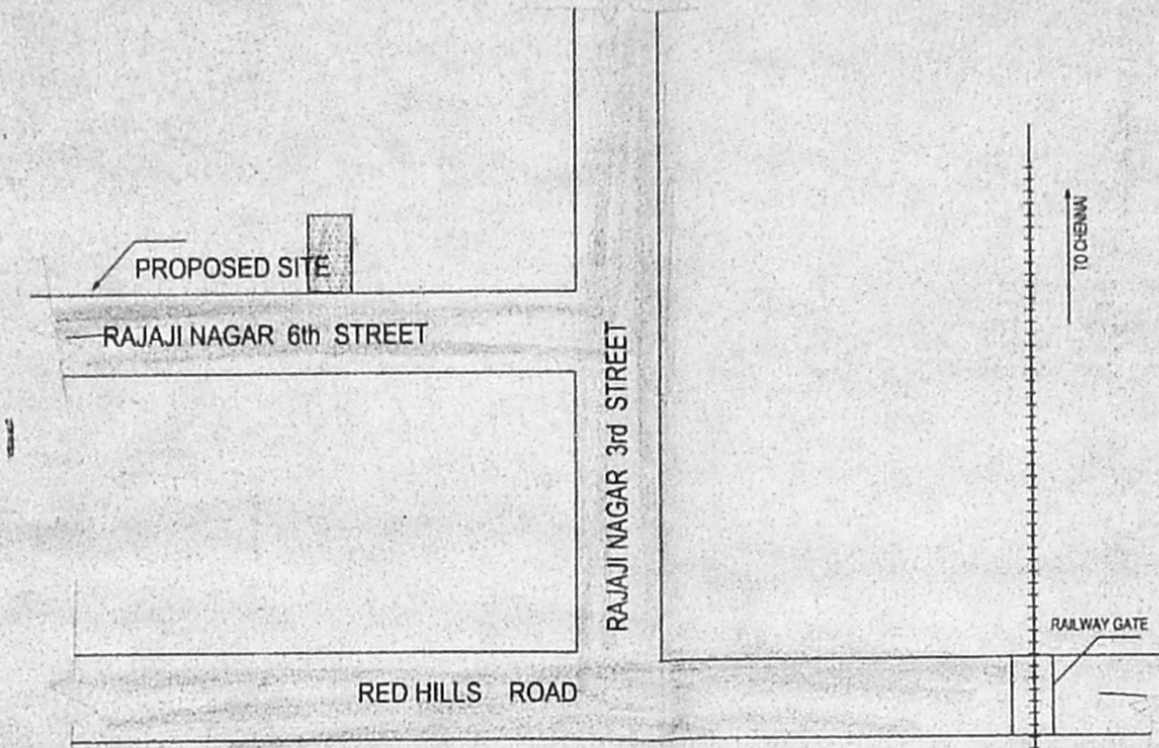 TO CHENNAI
PROPOSED SITE
RAJAJI NAGAR 6th STREET
RAJAJI NAGAR 3rd STREET
RAILWAY GATE
RED HILLS ROAD